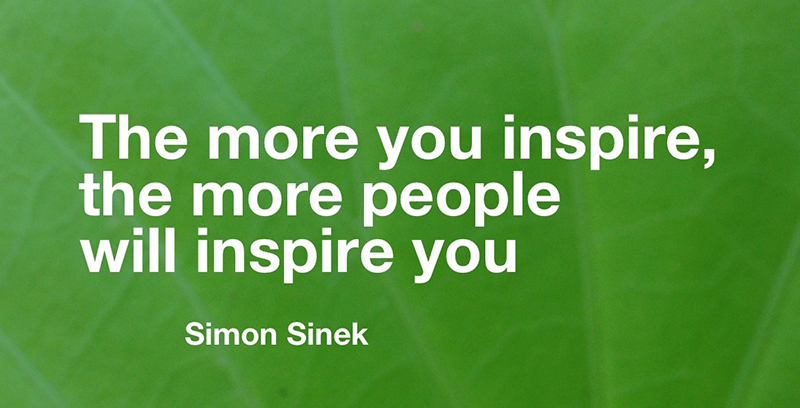 The more you inspire,
the more people
will inspire you
Simon Sinek